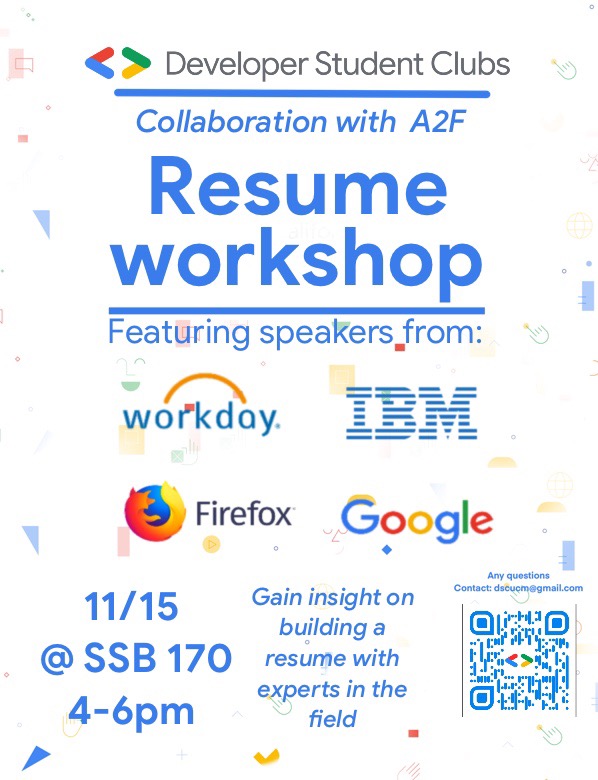 Developer Student Clubs
Collaboration with A2F
Resume
workshop
Featuring speakers from:
workday.
IBM
Firefox
Google
11/15
@ SSB 170
4-6pm
Gain insight on
building a
resume with
experts in the
field
Any questions
Contact: dscucm@gmail.com